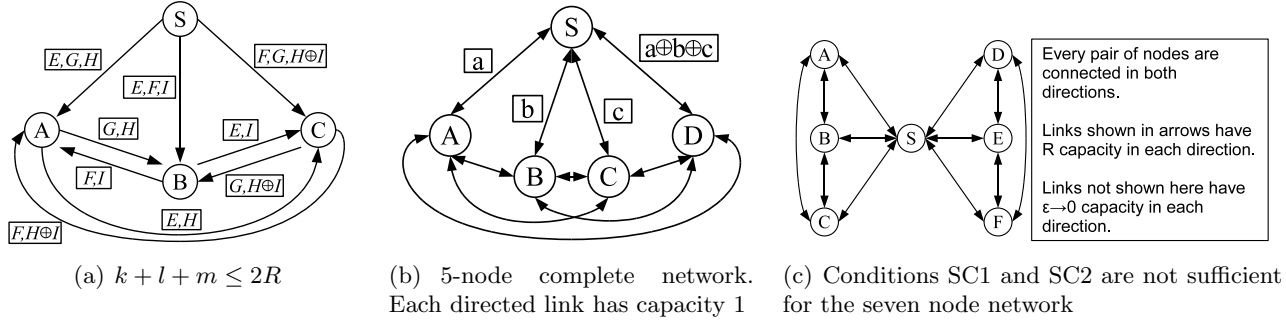 S
E,G,H
E,F,I
F,G,H⊕I
A
G,H
E,I
C
F,I
B
G,H⊕I
F,H⊕I
E,H
(a) k + l + m ≤ 2R
S
a
a⊕b⊕c
b
c
A
B
C
D
(b) 5-node complete network.
Each directed link has capacity 1
A
B
C
S
D
E
F
Every pair of nodes are
connected in both
directions.
Links shown in arrows have
R capacity in each direction.
Links not shown here have
ε→0 capacity in each
direction.
(c) Conditions SC1 and SC2 are not sufficient
for the seven node network